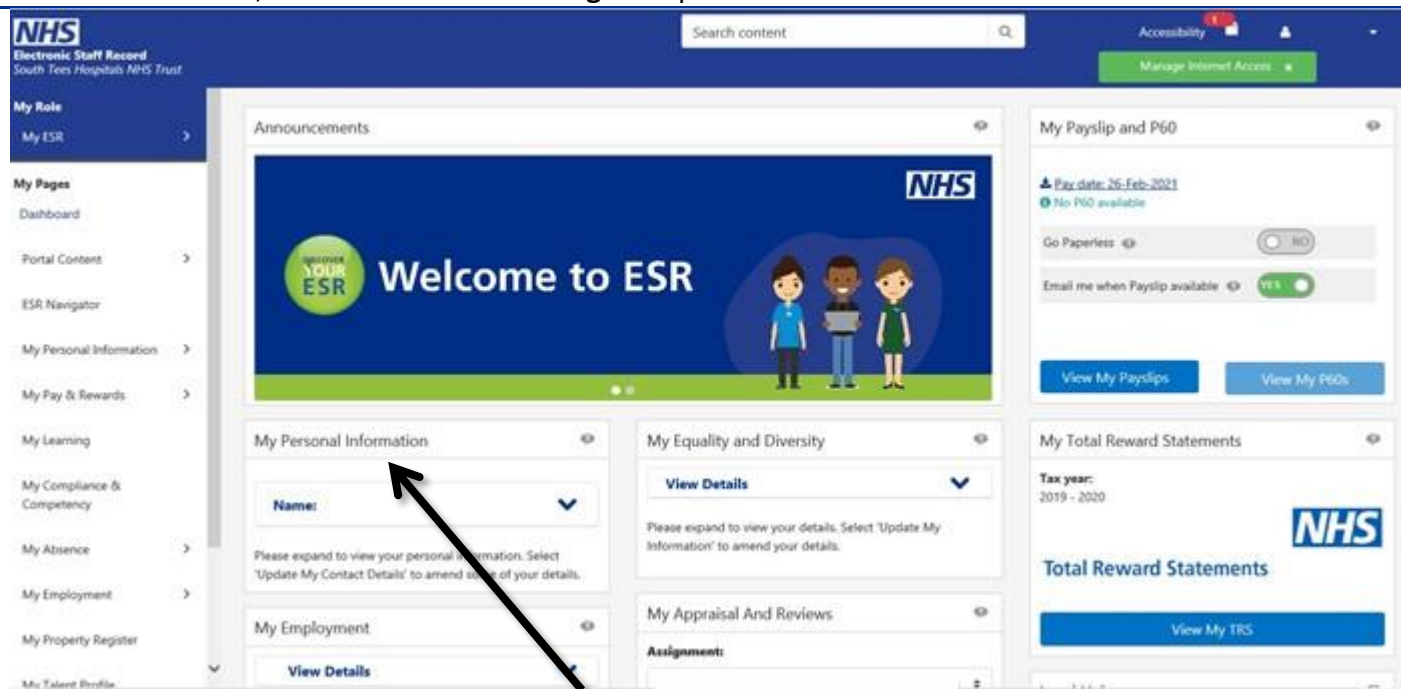 NHS
Electronic Staff Record
South Tees Hospitals NHS Trust
Search content
Accessibility
1
Manage Internet Access
My Role
My ESR
My Pages
Dashboard
Portal Content
ESR Navigator
My Personal Information
My Pay & Rewards
My Learning
My Compliance &
Competency
My Absence
My Employment
My Property Register
My Talent Profile
Announcements
NHS
DISCOVER
YOUR
ESR
Welcome to ESR
My Payslip and P60
Pay date: 26-Feb-2021
No P60 available
Go Paperless
NO
Email me when Payslip available
YES
View My Payslips
View My P60s
My Personal Information
Name:
Please expand to view your personal information. Select
'Update My Contact Details' to amend some of your details.
My Employment
View Details
My Equality and Diversity
View Details
Please expand to view your details. Select 'Update My
Information' to amend your details.
My Appraisal And Reviews
Assignment:
My Total Reward Statements
Tax year:
2019 - 2020
NHS
Total Reward Statements
View My TRS